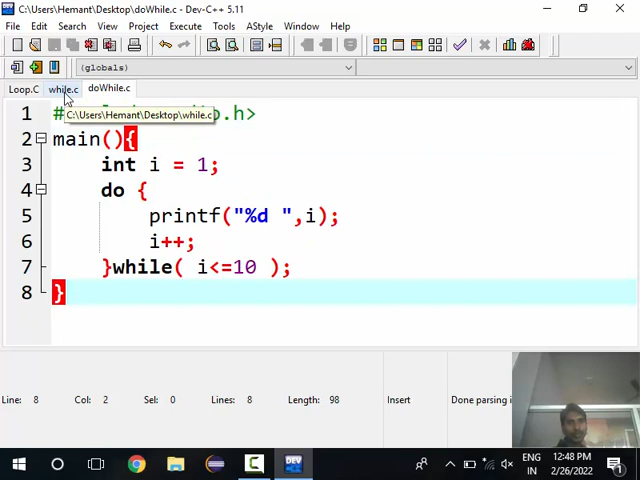 C:\Users\Hemant\Desktop\doWhile.c - Dev-C++ 5.11
File Edit Search View Project Execute Tools AStyle Window Help
(globals)
Loop.C while.c doWhile.c
C:\Users\Hemant\Desktop\while.c
1 # .h>
2 main(){
3 int i = 1;
4 do {
5 printf("%d ",i);
6 i++;
7 }while( i<=10 );
8 }
Line: 8 Col: 2 Sel: 0 Lines: 8 Length: 98 Insert Done parsing i
ENG
IN
12:48 PM
2/26/2022
DEV
1